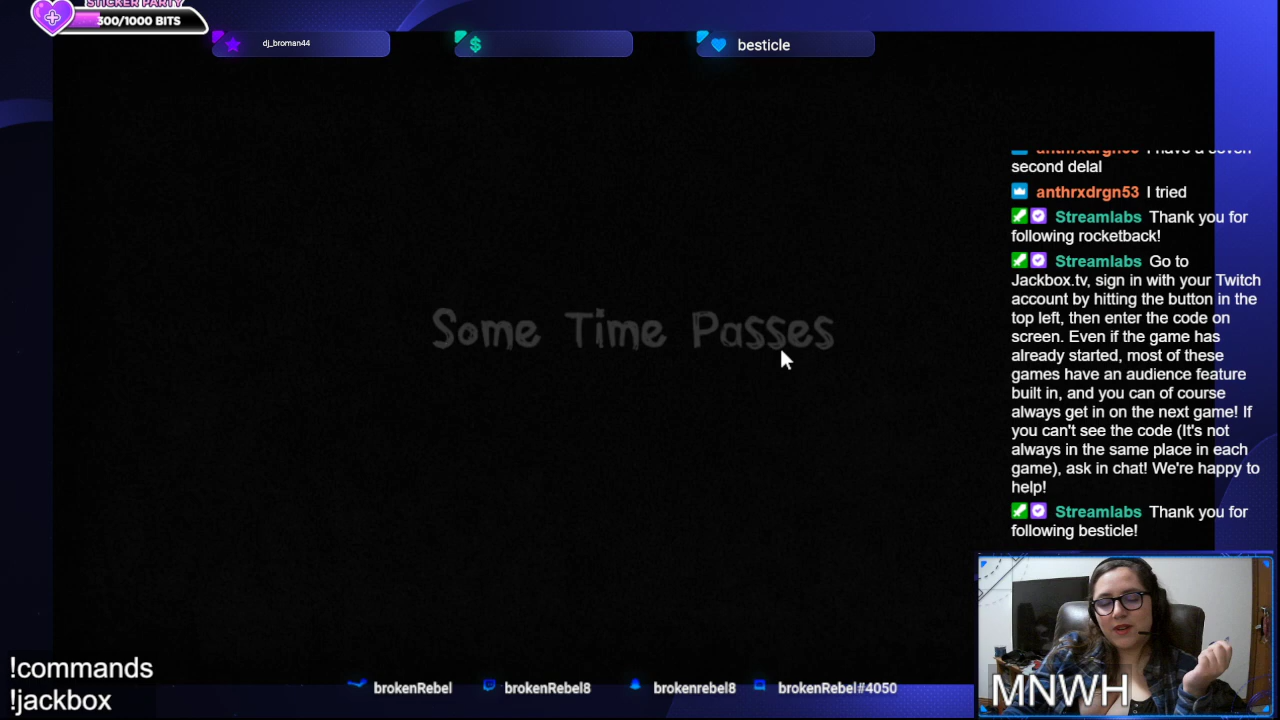 STICKER PARTY
300/1000 BITS
dj_broman44
$
besticle
second delal
anthrxdrgn53 I tried
Streamlabs Thank you for
following rocketback!
Streamlabs Go to
Jackbox.tv, sign in with your Twitch
account by hitting the button in the
top left, then enter the code on
screen. Even if the game has
already started, most of these
games have an audience feature
built in, and you can of course
always get in on the next game! If
you can't see the code (It's not
always in the same place in each
game), ask in chat! We're happy to
help!
Streamlabs Thank you for
following besticle!
Some Time Passes
!commands
!jackbox
brokenRebel
brokenRebel8
brokenrebel8
brokenRebel#4050
MNWH